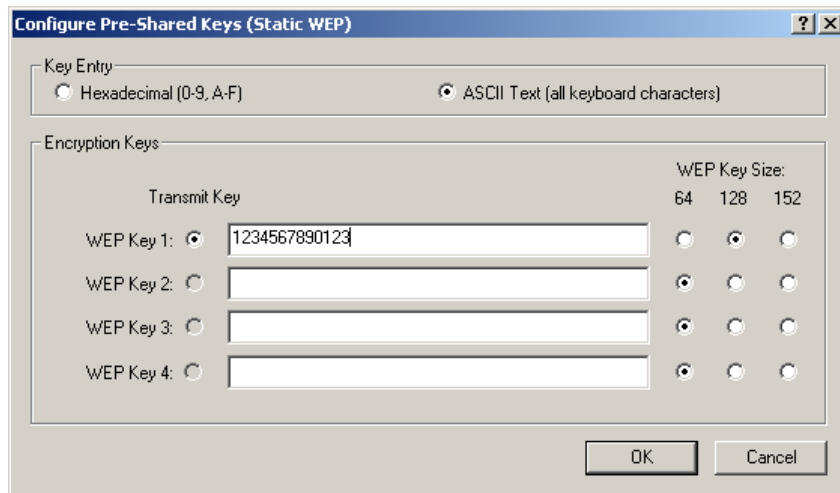 Configure Pre-Shared Keys (Static WEP)
Key Entry
Hexadecimal (0-9, A-F) ASCII Text (all keyboard characters)
Encryption Keys
WEP Key Size:
Transmit Key 64 128 152
WEP Key 1: 1234567890123
WEP Key 2:
WEP Key 3:
WEP Key 4:
OK Cancel